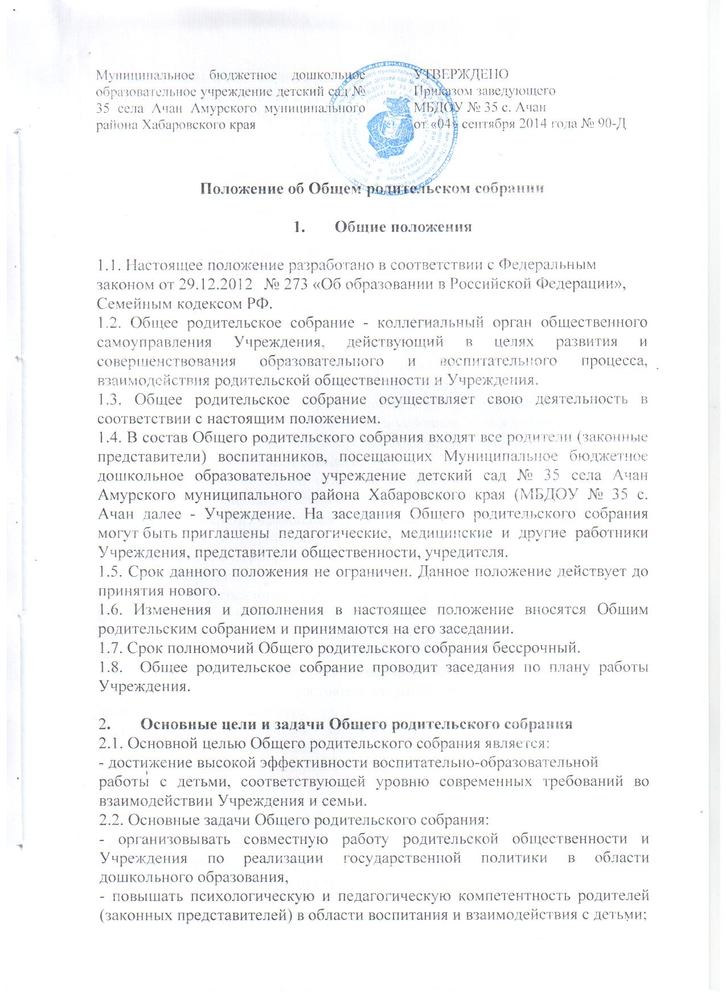 Муниципальное бюджетное дошкольное
образовательное учреждение детский сад №
35 села Ачан Амурского муниципального
района Хабаровского края
УТВЕРЖДЕНО
Приказом заведующего
МБДОУ № 35 с. Ачан
от «04» сентября 2014 года № 90-Д
Положение об Общем родительском собрании
1. Общие положения
1.1. Настоящее положение разработано в соответствии с Федеральным
законом от 29.12.2012 № 273 «Об образовании в Российской Федерации»,
Семейным кодексом РФ.
1.2. Общее родительское собрание - коллегиальный орган общественного
самоуправления Учреждения, действующий в целях развития и
совершенствования образовательного и воспитательного процесса,
взаимодействия родительской общественности и Учреждения.
1.3. Общее родительское собрание осуществляет свою деятельность в
соответствии с настоящим положением.
1.4. В состав Общего родительского собрания входят все родители (законные
представители) воспитанников, посещающих Муниципальное бюджетное
дошкольное образовательное учреждение детский сад № 35 села Ачан
Амурского муниципального района Хабаровского края (МБДОУ № 35 с.
Ачан далее - Учреждение. На заседания Общего родительского собрания
могут быть приглашены педагогические, медицинские и другие работники
Учреждения, представители общественности, учредителя.
1.5. Срок данного положения не ограничен. Данное положение действует до
принятия нового.
1.6. Изменения и дополнения в настоящее положение вносятся Общим
родительским собранием и принимаются на его заседании.
1.7. Срок полномочий Общего родительского собрания бессрочный.
1.8. Общее родительское собрание проводит заседания по плану работы
Учреждения.
2. Основные цели и задачи Общего родительского собрания
2.1. Основной целью Общего родительского собрания является:
- достижение высокой эффективности воспитательно-образовательной
работы с детьми, соответствующей уровню современных требований во
взаимодействии Учреждения и семьи.
2.2. Основные задачи Общего родительского собрания:
- организовывать совместную работу родительской общественности и
Учреждения по реализации государственной политики в области
дошкольного образования,
- повышать психологическую и педагогическую компетентность родителей
(законных представителей) в области воспитания и взаимодействия с детьми;